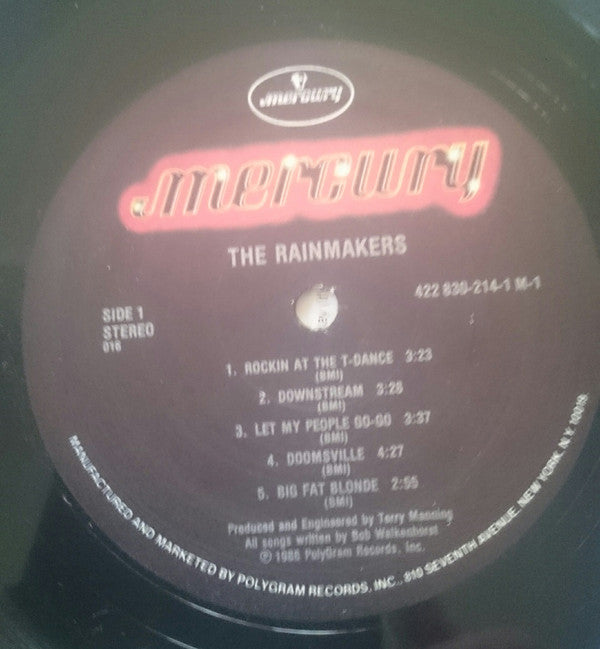 mercury
mercury
THE RAINMAKERS
422 830-214-1 M-1
SIDE 1
STEREO
016
1. ROCKIN AT THE T-DANCE 3:23
(BMI)
2. DOWNSTREAM 3:28
(BMI)
3. LET MY PEOPLE GO-GO 3:37
(BMI)
4. DOOMSVILLE 4:27
(BMI)
5. BIG FAT BLONDE 2:55
(BMI)
Produced and Engineered by Terry Manning
All songs written by Bob Walkenhorst
℗ 1986 PolyGram Records, Inc.
MANUFACTURED AND MARKETED BY POLYGRAM RECORDS, INC., 810 SEVENTH AVENUE, NEW YORK, N.Y. 10019